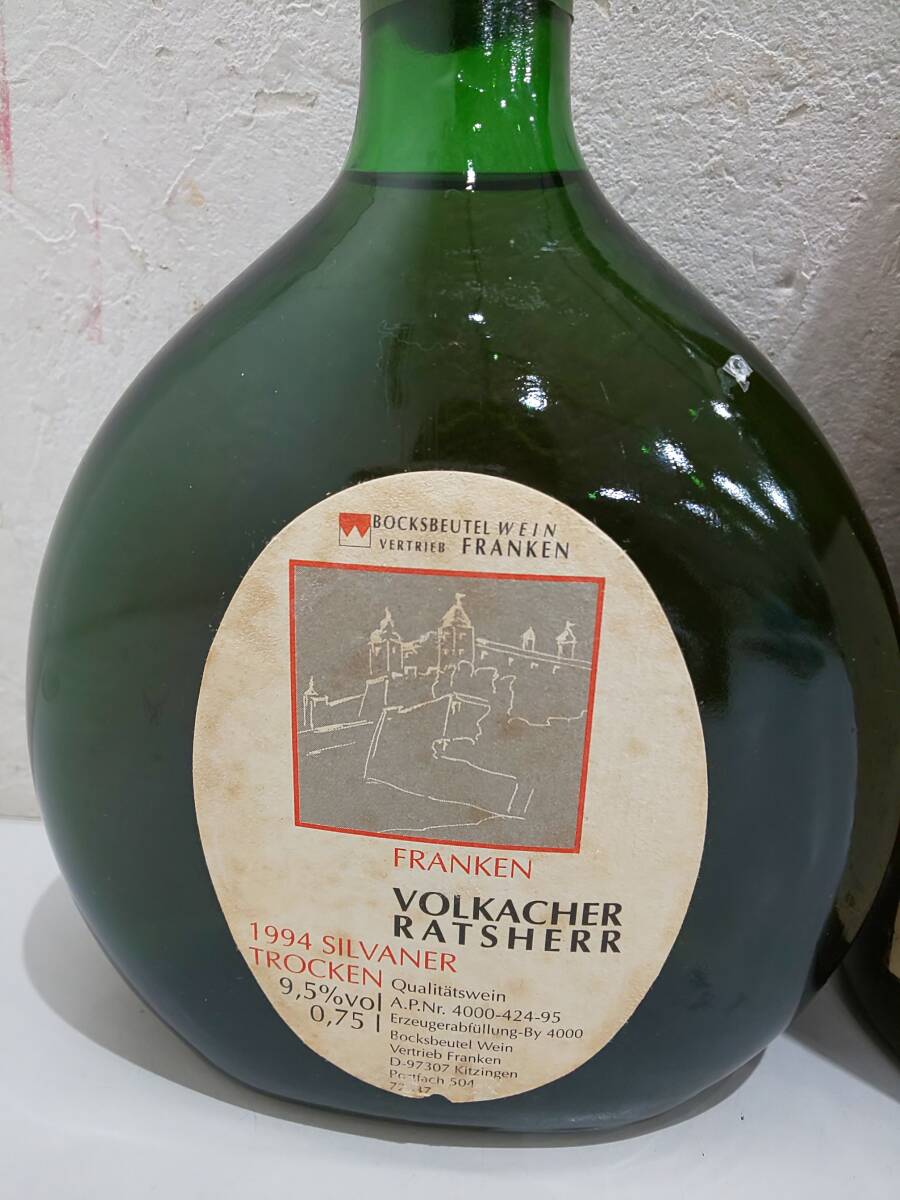 BOCKSBEUTEL WEIN
VERTRIEB FRANKEN
FRANKEN
VOLKACHER
RATSHERR
1994 SILVANER
TROCKEN
9,5%vol
0,75 l
Qualitätswein
A.P.Nr. 4000-424-95
Erzeugerabfüllung-By 4000
Bocksbeutel Wein
Vertrieb Franken
D-97307 Kitzingen
Postfach 504